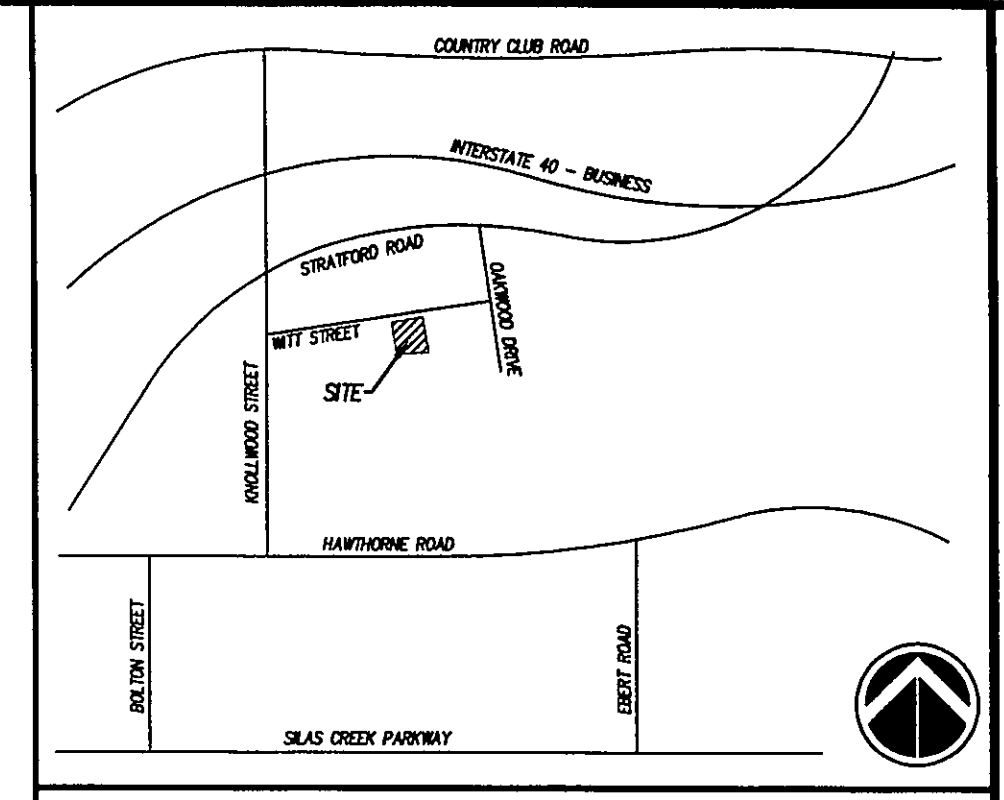 COUNTRY CLUB ROAD
INTERSTATE 40 - BUSINESS
STRATFORD ROAD
OAKWOOD DRIVE
WITT STREET
SITE
KNOLLWOOD STREET
HAWTHORNE ROAD
BOLTON STREET
EBERT ROAD
SILAS CREEK PARKWAY